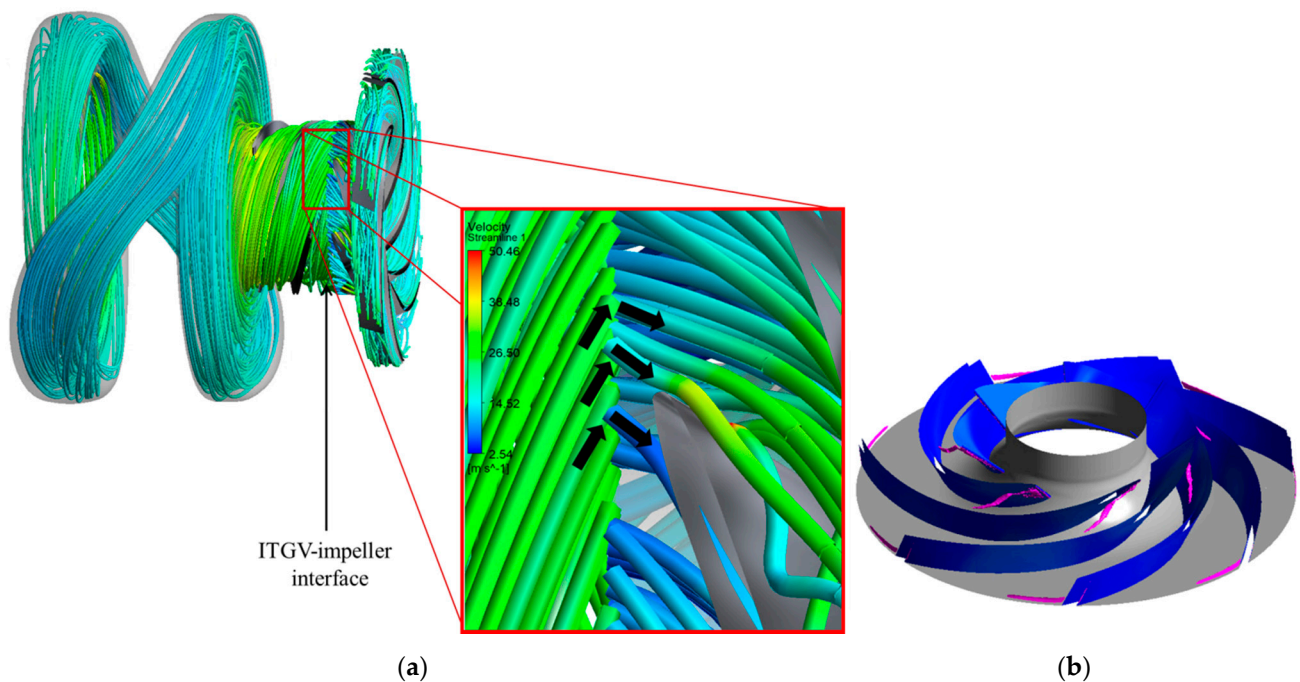 Velocity
Streamline 1
50.46
38.48
26.50
14.52
2.54
[m s^-1]
ITGV-impeller
interface
(a)
(b)